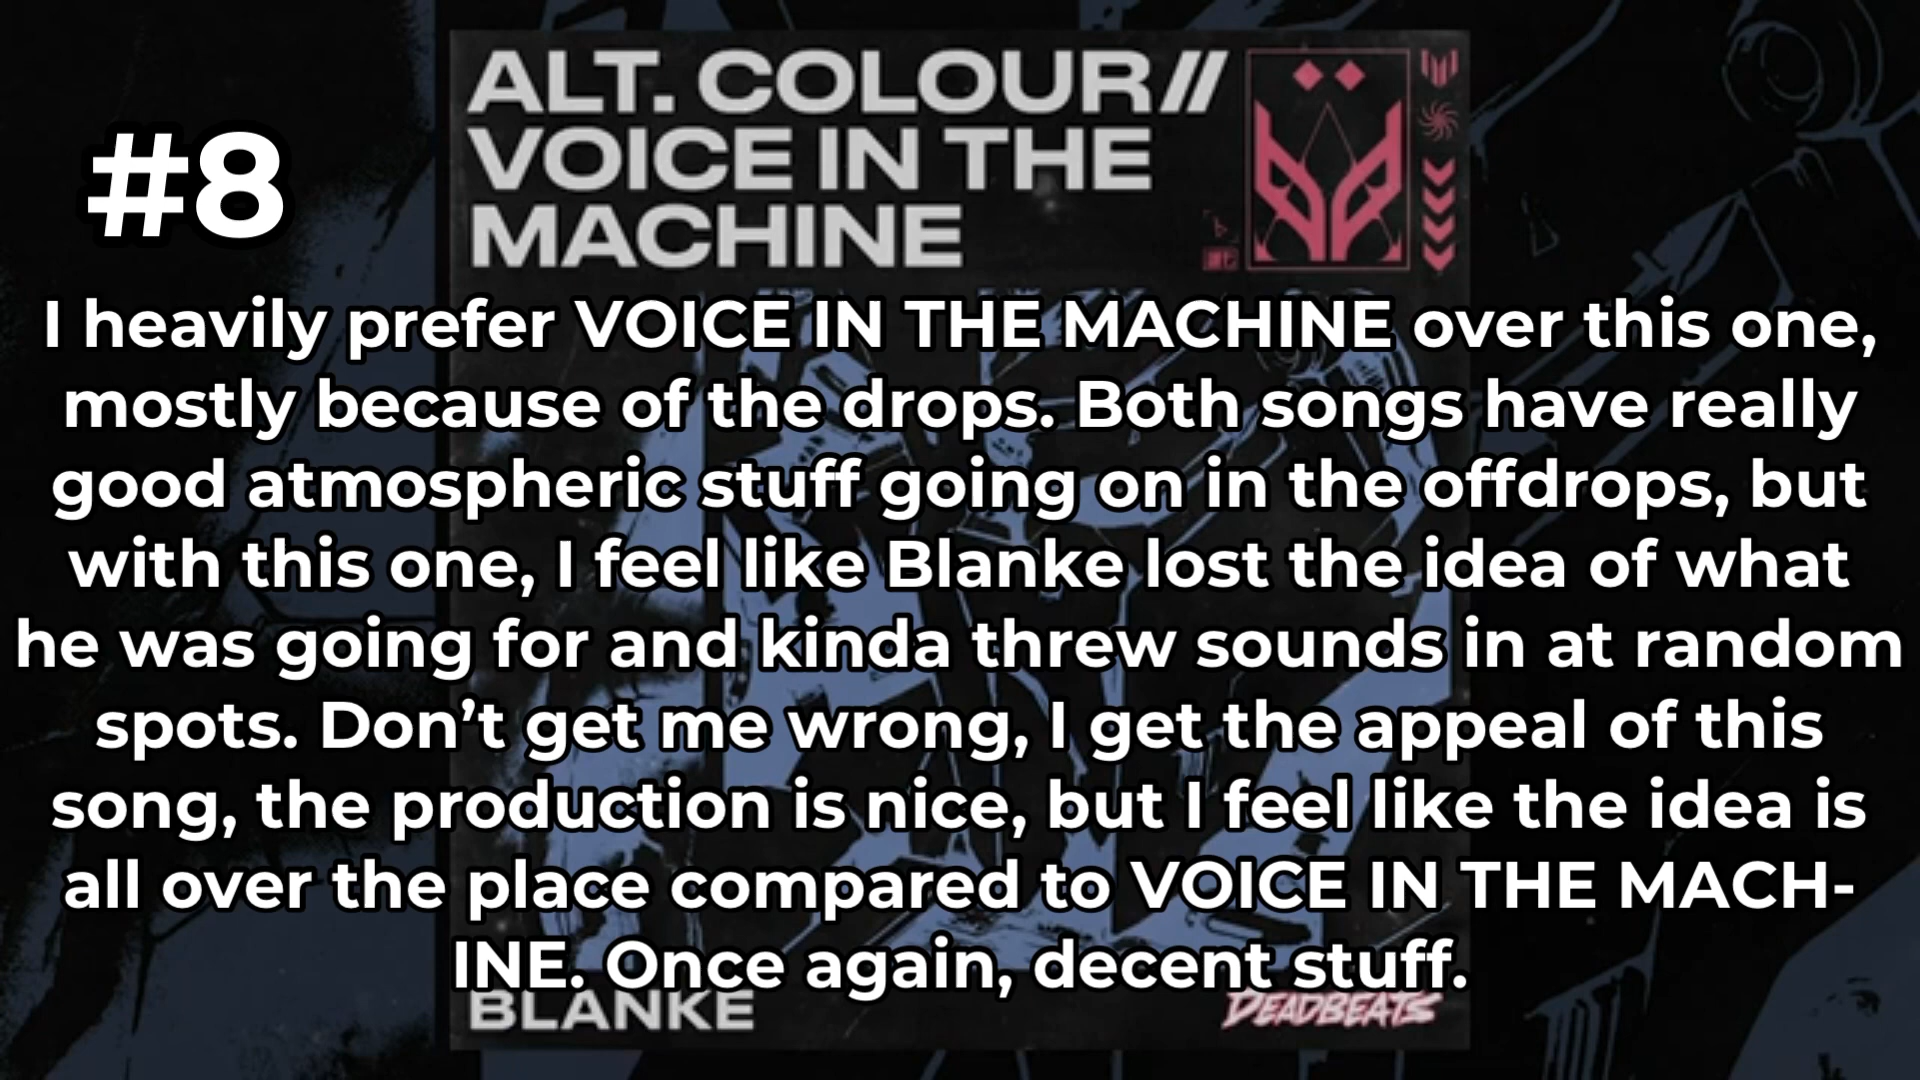 ALT. COLOUR//
VOICE IN THE
MACHINE
#8
I heavily prefer VOICE IN THE MACHINE over this one,
mostly because of the drops. Both songs have really
good atmospheric stuff going on in the offdrops, but
with this one, I feel like Blanke lost the idea of what
he was going for and kinda threw sounds in at random
spots. Don’t get me wrong, I get the appeal of this
song, the production is nice, but I feel like the idea is
all over the place compared to VOICE IN THE MACH-
INE. Once again, decent stuff.
BLANKE
DEADBEATS